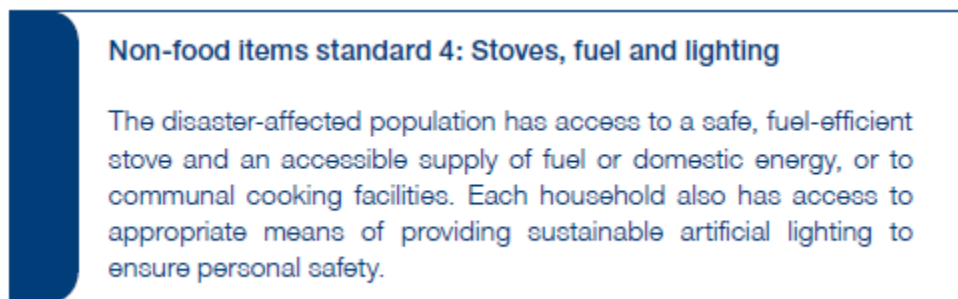 Non-food items standard 4: Stoves, fuel and lighting
The disaster-affected population has access to a safe, fuel-efficient
stove and an accessible supply of fuel or domestic energy, or to
communal cooking facilities. Each household also has access to
appropriate means of providing sustainable artificial lighting to
ensure personal safety.